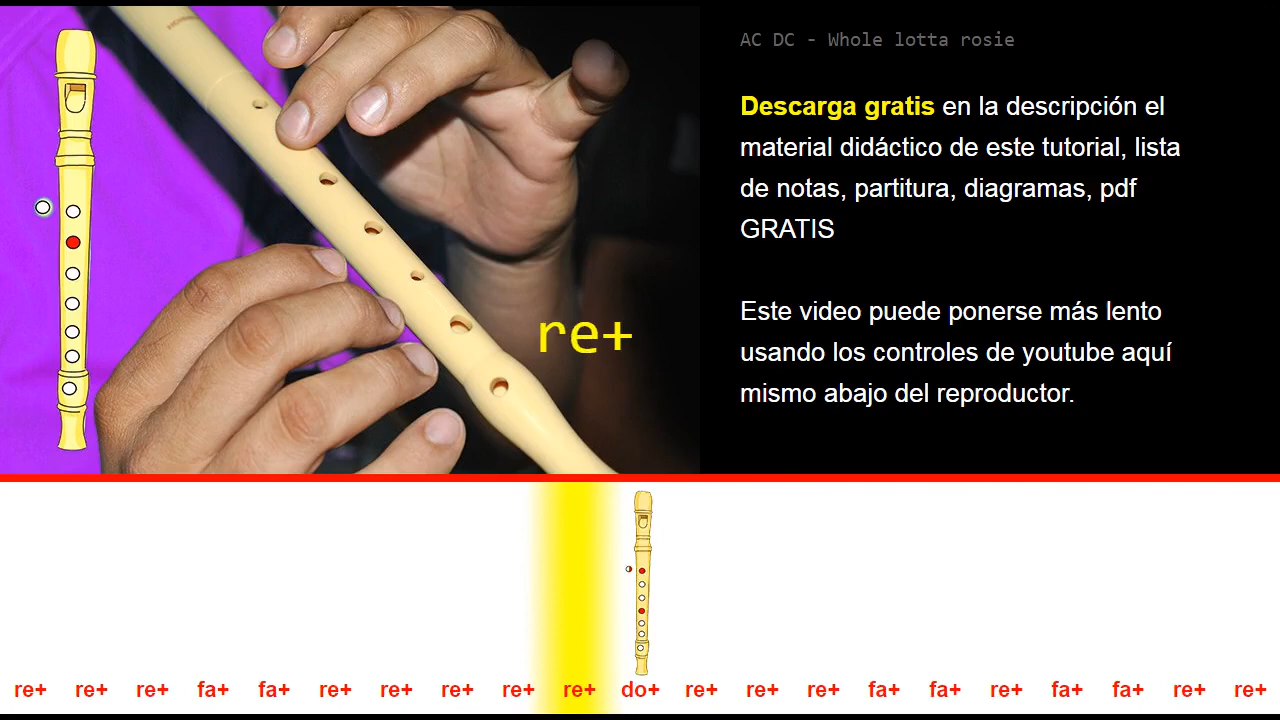 AC DC - Whole lotta rosie
Descarga gratis en la descripción el
material didáctico de este tutorial, lista
de notas, partitura, diagramas, pdf
GRATIS
Este video puede ponerse más lento
usando los controles de youtube aquí
mismo abajo del reproductor.
re+
re+ re+ re+ fa+ fa+ re+ re+ re+ re+ re+ do+ re+ re+ re+ fa+ fa+ re+ fa+ fa+ re+ re+